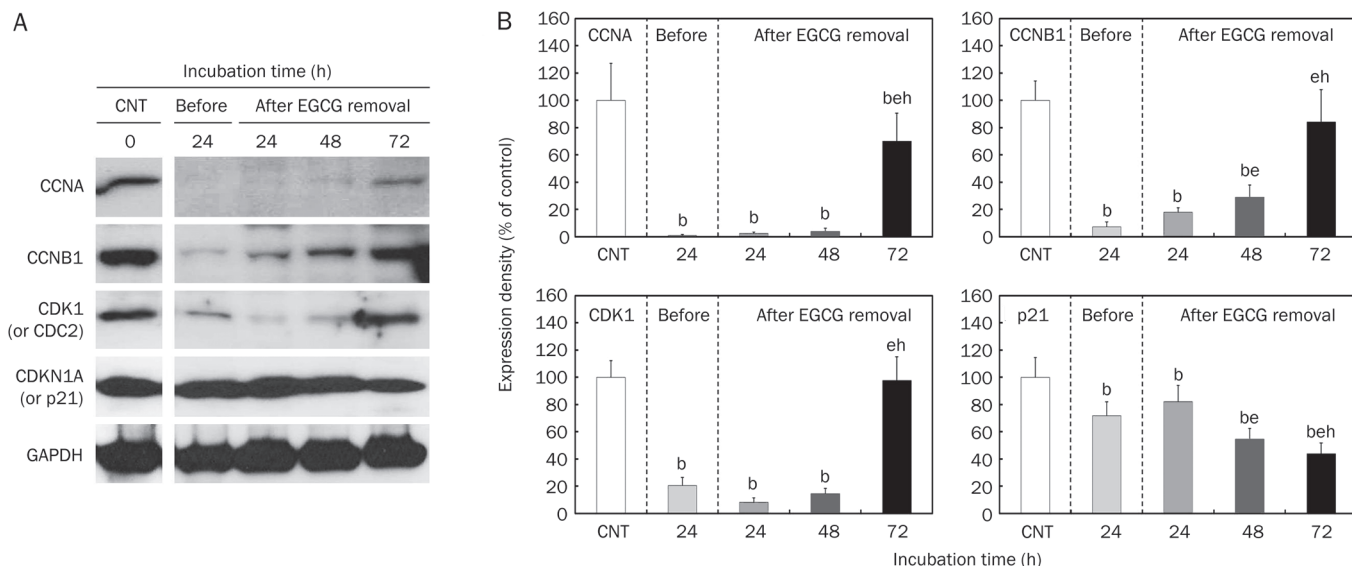 A
Incubation time (h)
CNT Before After EGCG removal
0 24 24 48 72
CCNA
CCNB1
CDK1
(or CDC2)
CDKN1A
(or p21)
GAPDH
B
Expression density (% of control)
160
140
120
100
80
60
40
20
0
CCNA Before After EGCG removal
b b b beh
CNT 24 24 48 72
160
140
120
100
80
60
40
20
0
CCNB1 Before After EGCG removal
b b be eh
CNT 24 24 48 72
160
140
120
100
80
60
40
20
0
CDK1 Before After EGCG removal
b b b eh
CNT 24 24 48 72
160
140
120
100
80
60
40
20
0
p21 Before After EGCG removal
b b be beh
CNT 24 24 48 72
Incubation time (h)